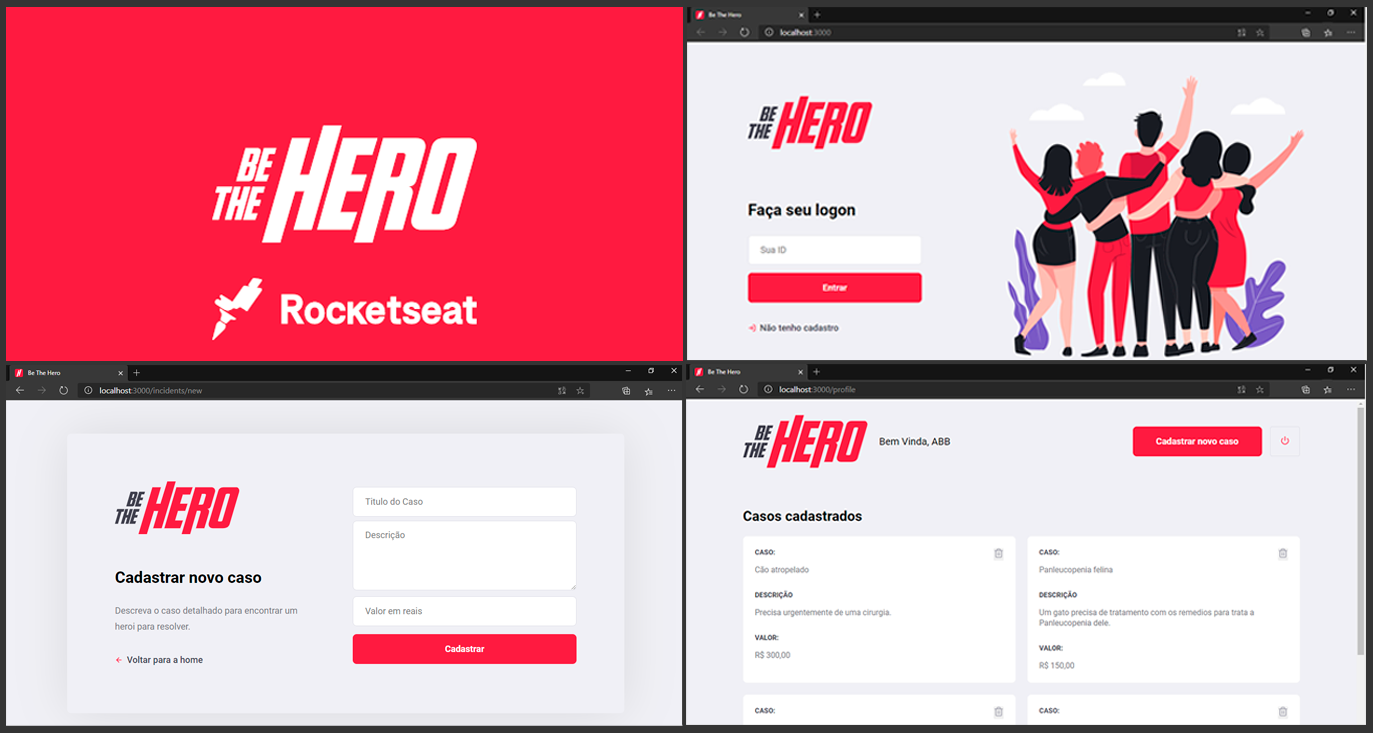 BE
THE HERO
Rocketseat
Be The Hero
localhost:3000
BE
THE HERO
Faça seu logon
Sua ID
Entrar
Não tenho cadastro
Be The Hero
localhost:3000/incidents/new
BE
THE HERO
Cadastrar novo caso
Descreva o caso detalhado para encontrar um
heroi para resolver.
Voltar para a home
Titulo do Caso
Descrição
Valor em reais
Cadastrar
Be The Hero
localhost:3000/profile
BE
THE HERO
Bem Vinda, ABB
Cadastrar novo caso
Casos cadastrados
CASO:
Cão atropelado
DESCRIÇÃO
Precisa urgentemente de uma cirurgia.
VALOR:
R$ 300,00
CASO:
Panleucopenia felina
DESCRIÇÃO
Um gato precisa de tratamento com os remedios para trata a
Panleucopenia dele.
VALOR:
R$ 150,00
CASO:
CASO: